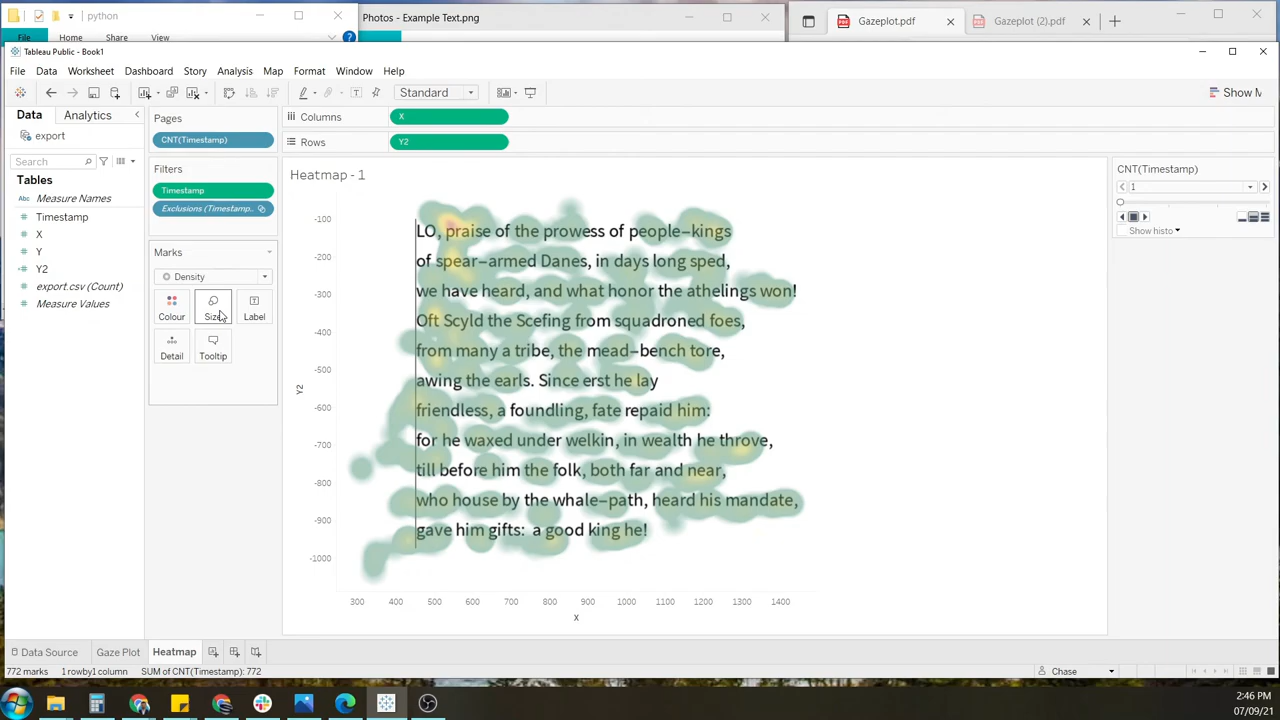 python
Photos - Example Text.png
Gazeplot.pdf
Gazeplot (2).pdf
File Home Share View
Tableau Public - Book1
File Data Worksheet Dashboard Story Analysis Map Format Window Help
Standard
Show M
Data Analytics
export
Search
Tables
Abc Measure Names
# Timestamp
# X
# Y
# Y2
# export.csv (Count)
# Measure Values
Pages
CNT(Timestamp)
Filters
Timestamp
Exclusions (Timestamp..
Marks
Density
Colour
Size
Label
Detail
Tooltip
Columns X
Rows Y2
Heatmap - 1
LO, praise of the prowess of people–kings
of spear–armed Danes, in days long sped,
we have heard, and what honor the athelings won!
Oft Scyld the Scefing from squadroned foes,
from many a tribe, the mead–bench tore,
awing the earls. Since erst he lay
friendless, a foundling, fate repaid him:
for he waxed under welkin, in wealth he throve,
till before him the folk, both far and near,
who house by the whale–path, heard his mandate,
gave him gifts: a good king he!
-100
-200
-300
-400
-500
-600
-700
-800
-900
-1000
Y2
300 400 500 600 700 800 900 1000 1100 1200 1300 1400
X
CNT(Timestamp)
1
Show histo
Data Source Gaze Plot Heatmap
772 marks 1 rowby1 column SUM of CNT(Timestamp): 772
Chase
2:46 PM
07/09/21